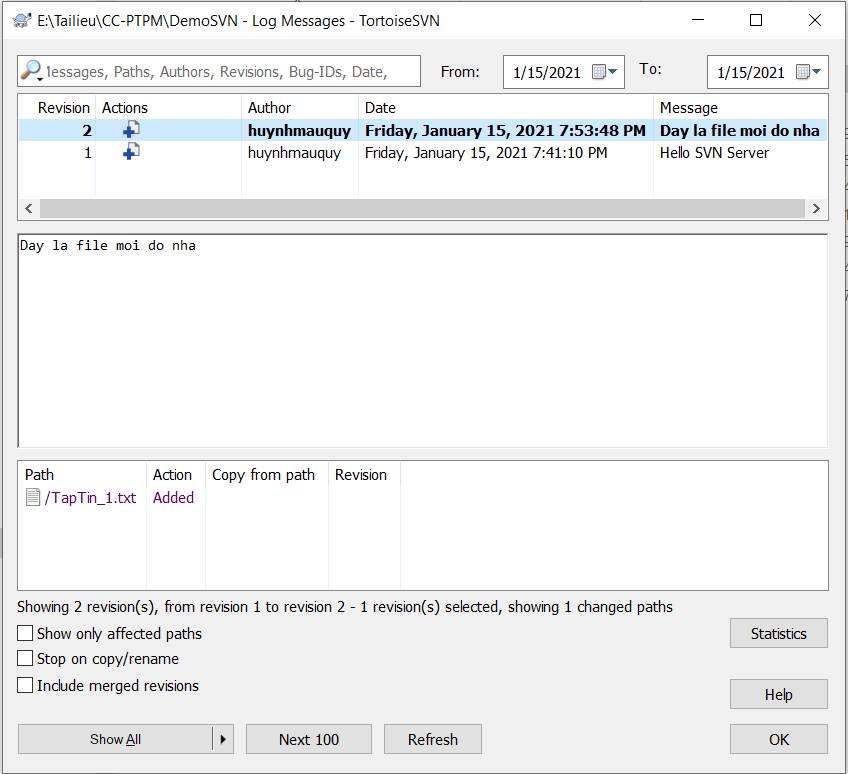 E:\Tailieu\CC-PTPM\DemoSVN - Log Messages - TortoiseSVN
Messages, Paths, Authors, Revisions, Bug-IDs, Date, From: 1/15/2021 To: 1/15/2021
Revision Actions Author Date Message
2 huynhmauquy Friday, January 15, 2021 7:53:48 PM Day la file moi do nha
1 huynhmauquy Friday, January 15, 2021 7:41:10 PM Hello SVN Server
Day la file moi do nha
Path Action Copy from path Revision
/TapTin_1.txt Added
Showing 2 revision(s), from revision 1 to revision 2 - 1 revision(s) selected, showing 1 changed paths
Show only affected paths
Statistics
Stop on copy/rename
Include merged revisions
Help
Show All Next 100 Refresh OK